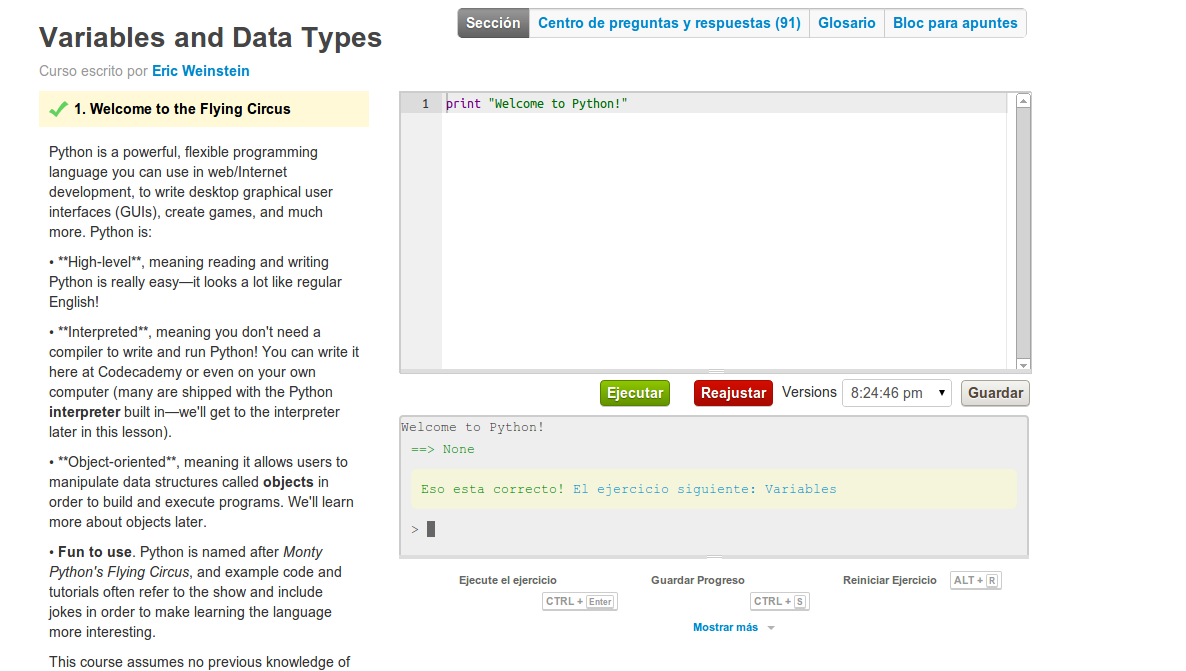 Variables and Data Types
Curso escrito por Eric Weinstein
Sección Centro de preguntas y respuestas (91) Glosario Bloc para apuntes
1. Welcome to the Flying Circus
Python is a powerful, flexible programming
language you can use in web/Internet
development, to write desktop graphical user
interfaces (GUIs), create games, and much
more. Python is:
• **High-level**, meaning reading and writing
Python is really easy—it looks a lot like regular
English!
• **Interpreted**, meaning you don't need a
compiler to write and run Python! You can write it
here at Codecademy or even on your own
computer (many are shipped with the Python
interpreter built in—we'll get to the interpreter
later in this lesson).
• **Object-oriented**, meaning it allows users to
manipulate data structures called objects in
order to build and execute programs. We'll learn
more about objects later.
• Fun to use. Python is named after Monty
Python's Flying Circus, and example code and
tutorials often refer to the show and include
jokes in order to make learning the language
more interesting.
This course assumes no previous knowledge of
1 print "Welcome to Python!"
Ejecutar Reajustar Versions 8:24:46 pm Guardar
Welcome to Python!
==> None
Eso esta correcto! El ejercicio siguiente: Variables
>
Ejecute el ejercicio
CTRL + Enter
Guardar Progreso
CTRL + S
Reiniciar Ejercicio ALT + R
Mostrar más